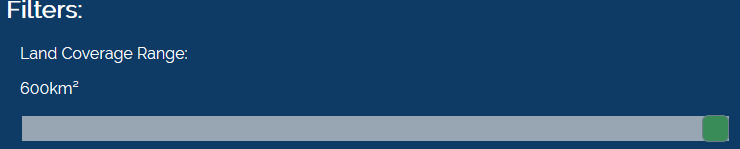 Filters:
Land Coverage Range:
600km²